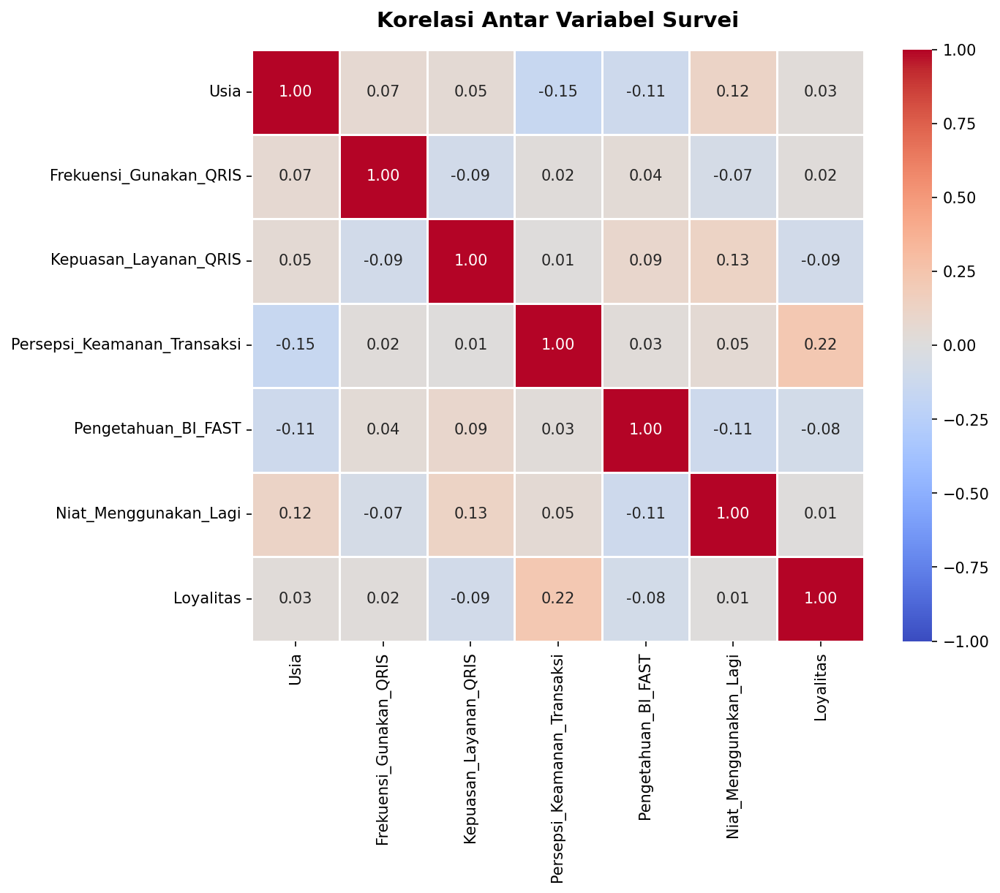 Korelasi Antar Variabel Survei
Usia 1.00 0.07 0.05 -0.15 -0.11 0.12 0.03
Frekuensi_Gunakan_QRIS 0.07 1.00 -0.09 0.02 0.04 -0.07 0.02
Kepuasan_Layanan_QRIS 0.05 -0.09 1.00 0.01 0.09 0.13 -0.09
Persepsi_Keamanan_Transaksi -0.15 0.02 0.01 1.00 0.03 0.05 0.22
Pengetahuan_BI_FAST -0.11 0.04 0.09 0.03 1.00 -0.11 -0.08
Niat_Menggunakan_Lagi 0.12 -0.07 0.13 0.05 -0.11 1.00 0.01
Loyalitas 0.03 0.02 -0.09 0.22 -0.08 0.01 1.00
Usia
Frekuensi_Gunakan_QRIS
Kepuasan_Layanan_QRIS
Persepsi_Keamanan_Transaksi
Pengetahuan_BI_FAST
Niat_Menggunakan_Lagi
Loyalitas
1.00
0.75
0.50
0.25
0.00
−0.25
−0.50
−0.75
−1.00